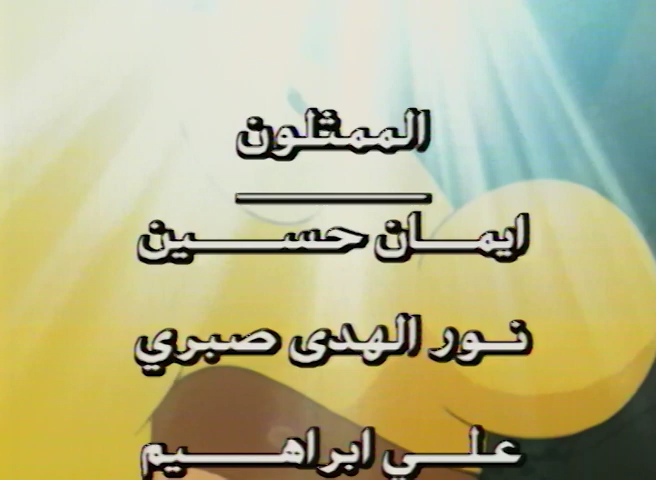 الممثلون
ايمان حسين
نور الهدى صبري
علي ابراهيم